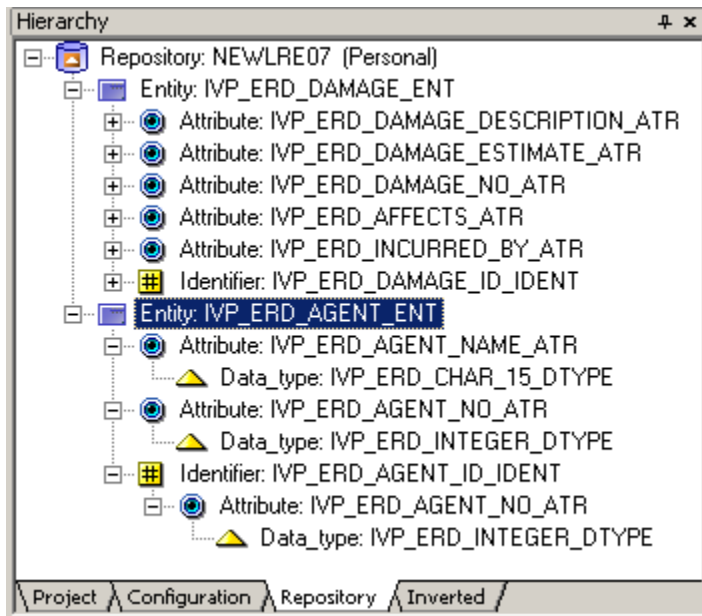 Hierarchy
Repository: NEWLRE07 (Personal)
Entity: IVP_ERD_DAMAGE_ENT
Attribute: IVP_ERD_DAMAGE_DESCRIPTION_ATR
Attribute: IVP_ERD_DAMAGE_ESTIMATE_ATR
Attribute: IVP_ERD_DAMAGE_NO_ATR
Attribute: IVP_ERD_AFFECTS_ATR
Attribute: IVP_ERD_INCURRED_BY_ATR
Identifier: IVP_ERD_DAMAGE_ID_IDENT
Entity: IVP_ERD_AGENT_ENT
Attribute: IVP_ERD_AGENT_NAME_ATR
Data_type: IVP_ERD_CHAR_15_DTYPE
Attribute: IVP_ERD_AGENT_NO_ATR
Data_type: IVP_ERD_INTEGER_DTYPE
Identifier: IVP_ERD_AGENT_ID_IDENT
Attribute: IVP_ERD_AGENT_NO_ATR
Data_type: IVP_ERD_INTEGER_DTYPE
Project Configuration Repository Inverted